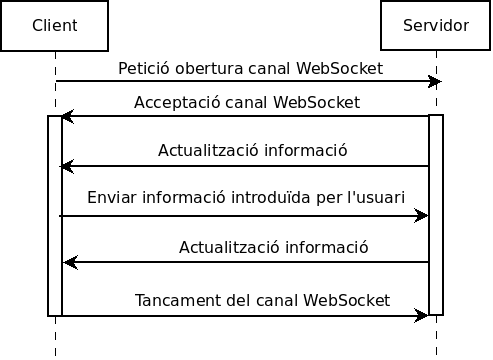 Client
Servidor
Petició obertura canal WebSocket
Acceptació canal WebSocket
Actualització informació
Enviar informació introduïda per l'usuari
Actualització informació
Tancament del canal WebSocket